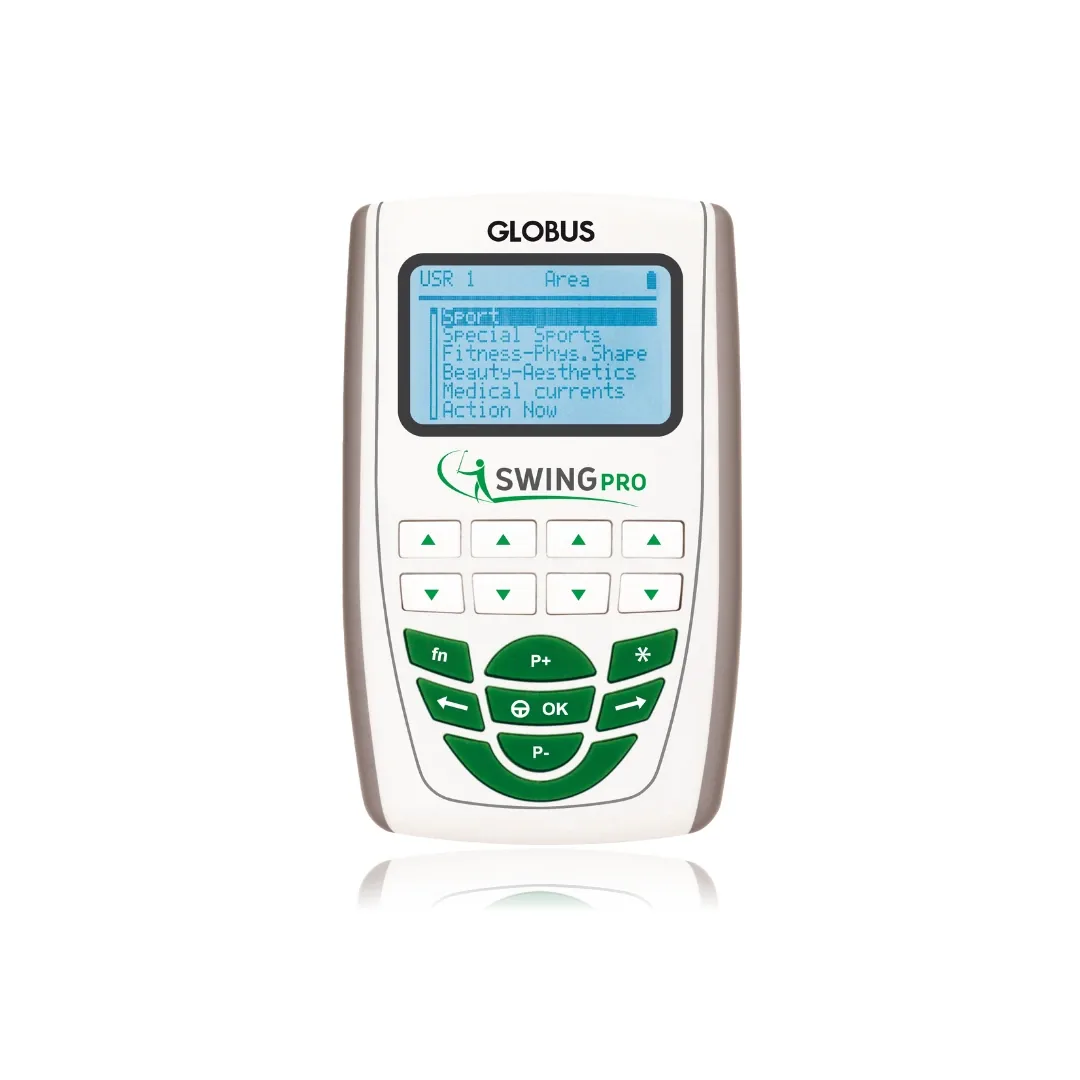 GLOBUS
USR 1 Area
Sport
Special Sports
Fitness-Phys.Shape
Beauty-Aesthetics
Medical currents
Action Now
SWING PRO
fn P+ *
OK
P-